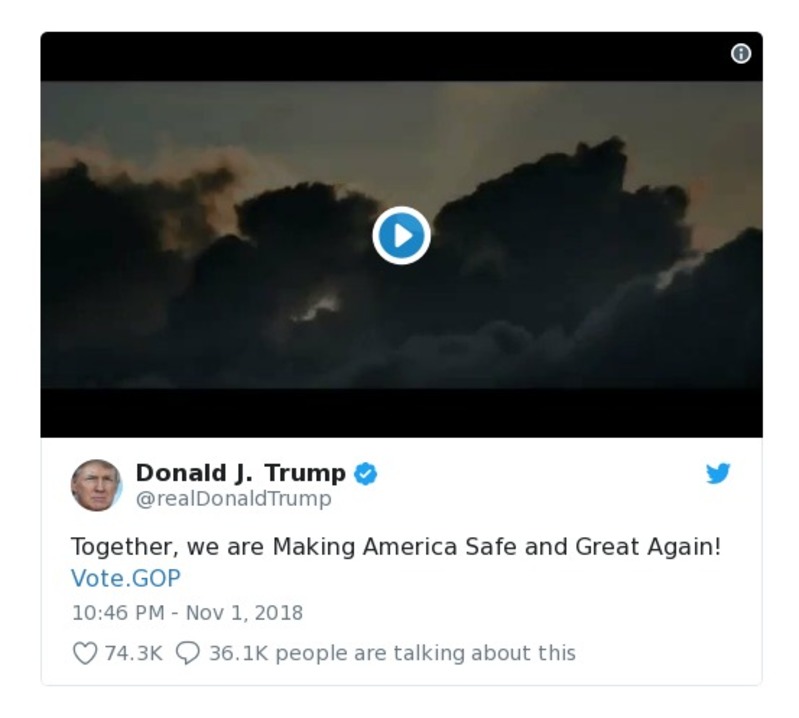 Donald J. Trump
@realDonaldTrump
Together, we are Making America Safe and Great Again!
Vote.GOP
10:46 PM - Nov 1, 2018
74.3K 36.1K people are talking about this